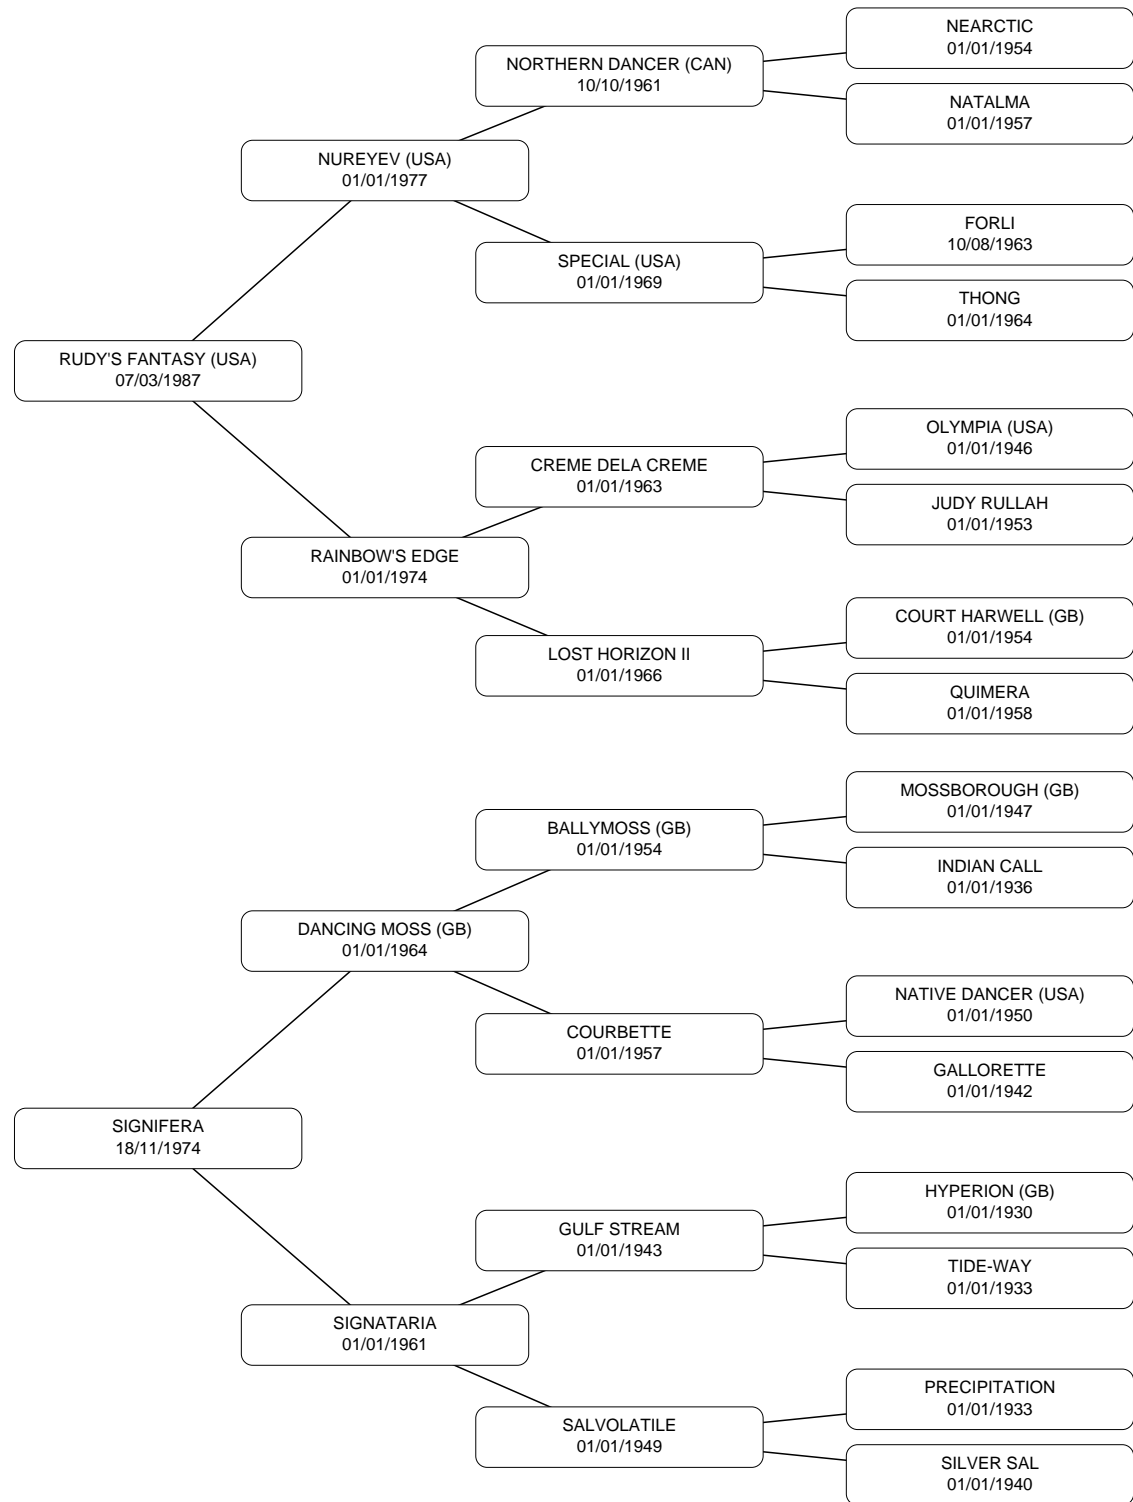 NEARCTIC
01/01/1954
NORTHERN DANCER (CAN)
10/10/1961
NATALMA
01/01/1957
NUREYEV (USA)
01/01/1977
FORLI
10/08/1963
SPECIAL (USA)
01/01/1969
THONG
01/01/1964
RUDY'S FANTASY (USA)
07/03/1987
OLYMPIA (USA)
01/01/1946
CREME DELA CREME
01/01/1963
JUDY RULLAH
01/01/1953
RAINBOW'S EDGE
01/01/1974
COURT HARWELL (GB)
01/01/1954
LOST HORIZON II
01/01/1966
QUIMERA
01/01/1958
MOSSBOROUGH (GB)
01/01/1947
BALLYMOSS (GB)
01/01/1954
INDIAN CALL
01/01/1936
DANCING MOSS (GB)
01/01/1964
NATIVE DANCER (USA)
01/01/1950
COURBETTE
01/01/1957
GALLORETTE
01/01/1942
SIGNIFERA
18/11/1974
HYPERION (GB)
01/01/1930
GULF STREAM
01/01/1943
TIDE-WAY
01/01/1933
SIGNATARIA
01/01/1961
PRECIPITATION
01/01/1933
SALVOLATILE
01/01/1949
SILVER SAL
01/01/1940